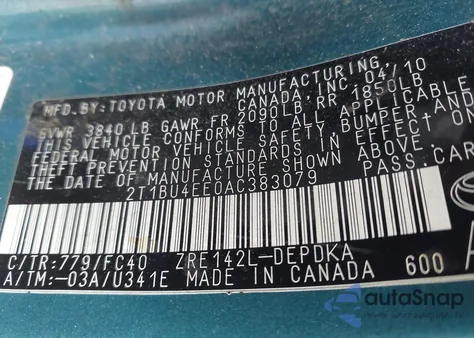 MFD. BY: TOYOTA MOTOR MANUFACTURING,
CANADA, INC. 04/10
GVWR 3840 LB GAWR FR 2090LB RR 1850LB
THIS VEHICLE CONFORMS TO ALL APPLICABLE
FEDERAL MOTOR VEHICLE SAFETY, BUMPER, AND
THEFT PREVENTION STANDARDS IN EFFECT ON
THE DATE OF MANUFACTURE SHOWN ABOVE.
2T1BU4EE0AC383079 PASS. CAR
C/TR: 779/FC40 ZRE142L-DEPDKA
A/TM: -03A/U341E MADE IN CANADA 600
autoSnap
www.autosnap.com